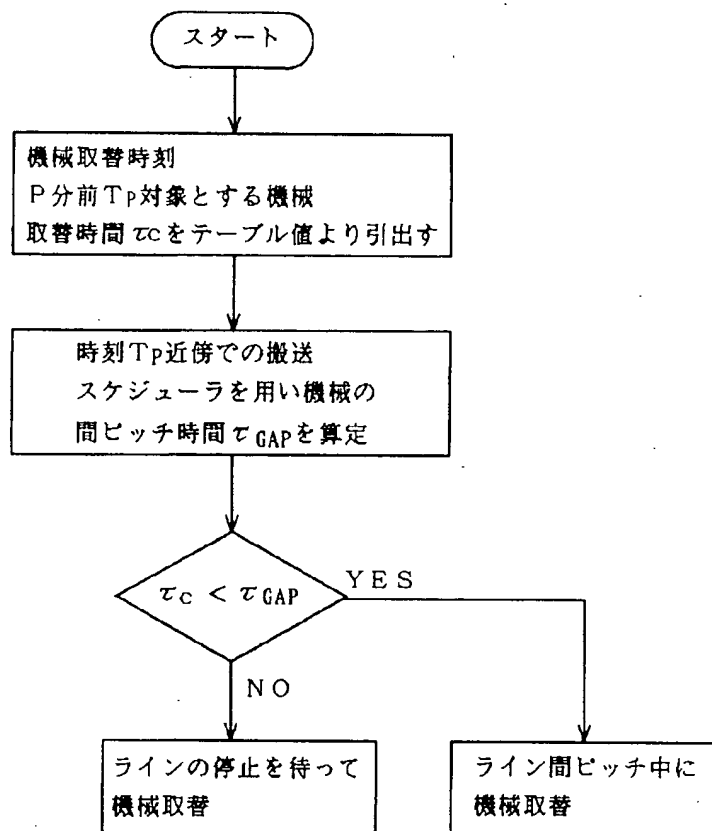 スタート
機械取替時刻
P分前TP対象とする機械
取替時間τCをテーブル値より引出す
時刻TP近傍での搬送
スケジューラを用い機械の
間ピッチ時間τGAPを算定
τC < τGAP
YES
NO
ラインの停止を待って
機械取替
ライン間ピッチ中に
機械取替